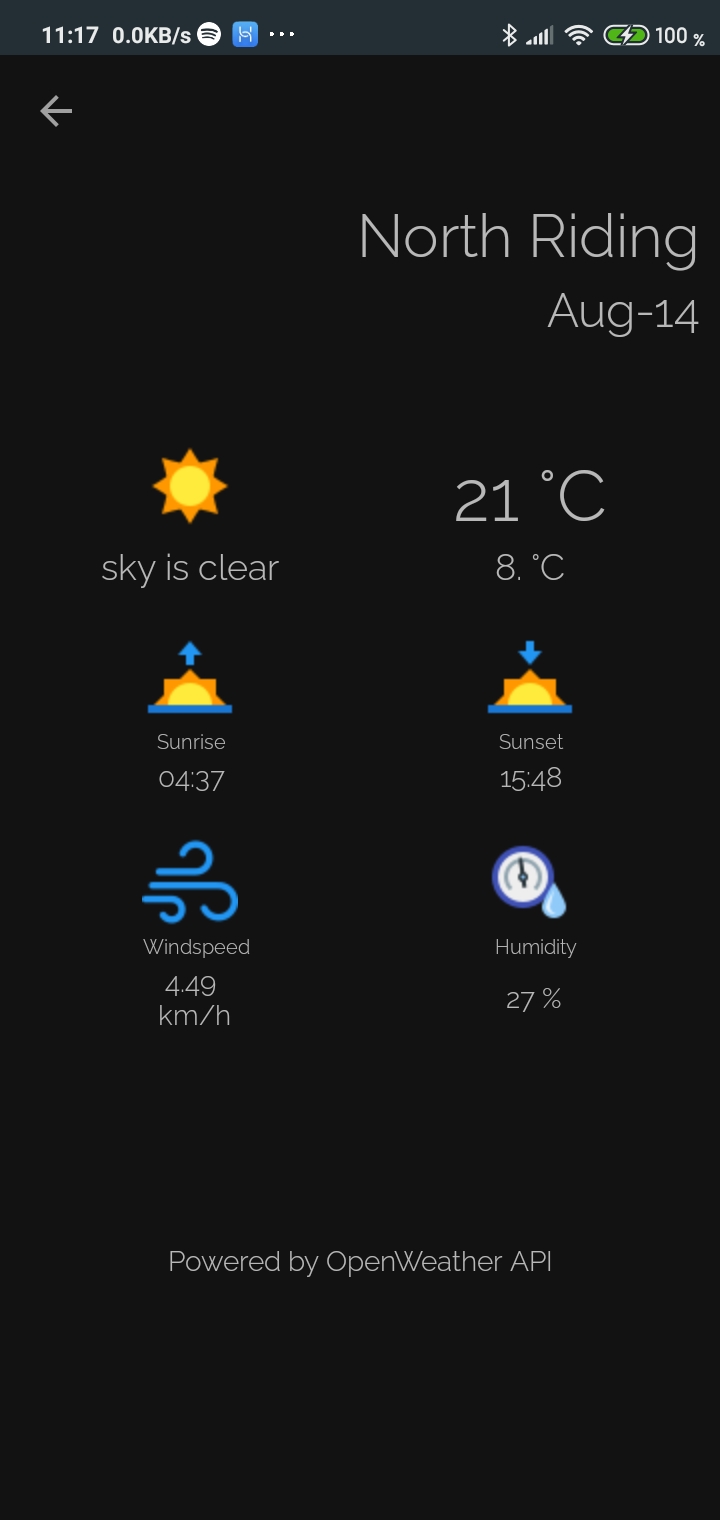 11:17 0.0KB/s 100 %
North Riding
Aug-14
21 °C
sky is clear
8. °C
Sunrise
Sunset
04:37
15:48
Windspeed
Humidity
4.49
km/h
27 %
Powered by OpenWeather API